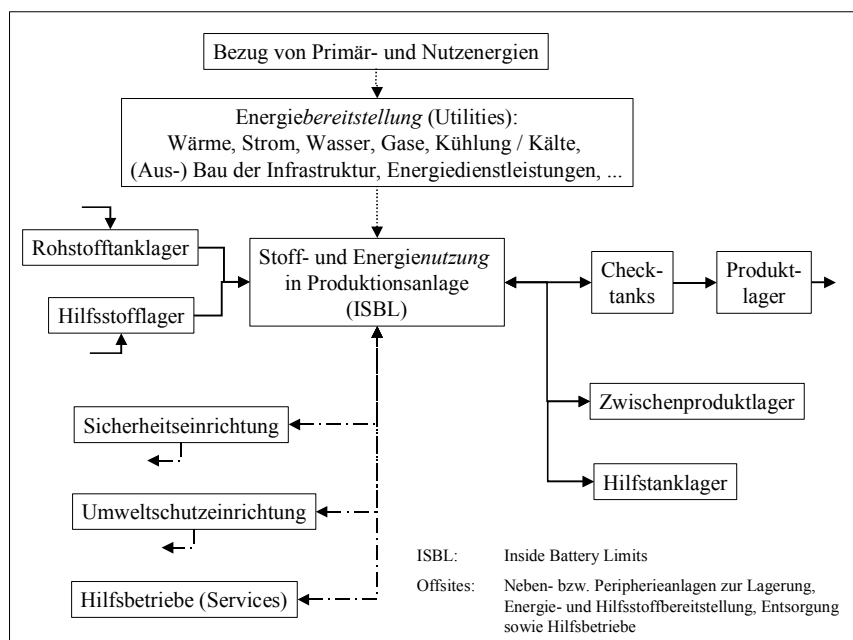 Bezug von Primär- und Nutzenergien
Energiebereitstellung (Utilities):
Wärme, Strom, Wasser, Gase, Kühlung / Kälte,
(Aus-) Bau der Infrastruktur, Energiedienstleistungen, ...
Rohstofftanklager
Hilfsstofflager
Stoff- und Energienutzung
in Produktionsanlage
(ISBL)
Check-
tanks
Produkt-
lager
Zwischenproduktlager
Hilfstanklager
Sicherheitseinrichtung
Umweltschutzeinrichtung
Hilfsbetriebe (Services)
ISBL: Inside Battery Limits
Offsites: Neben- bzw. Peripherieanlagen zur Lagerung,
Energie- und Hilfsstoffbereitstellung, Entsorgung
sowie Hilfsbetriebe